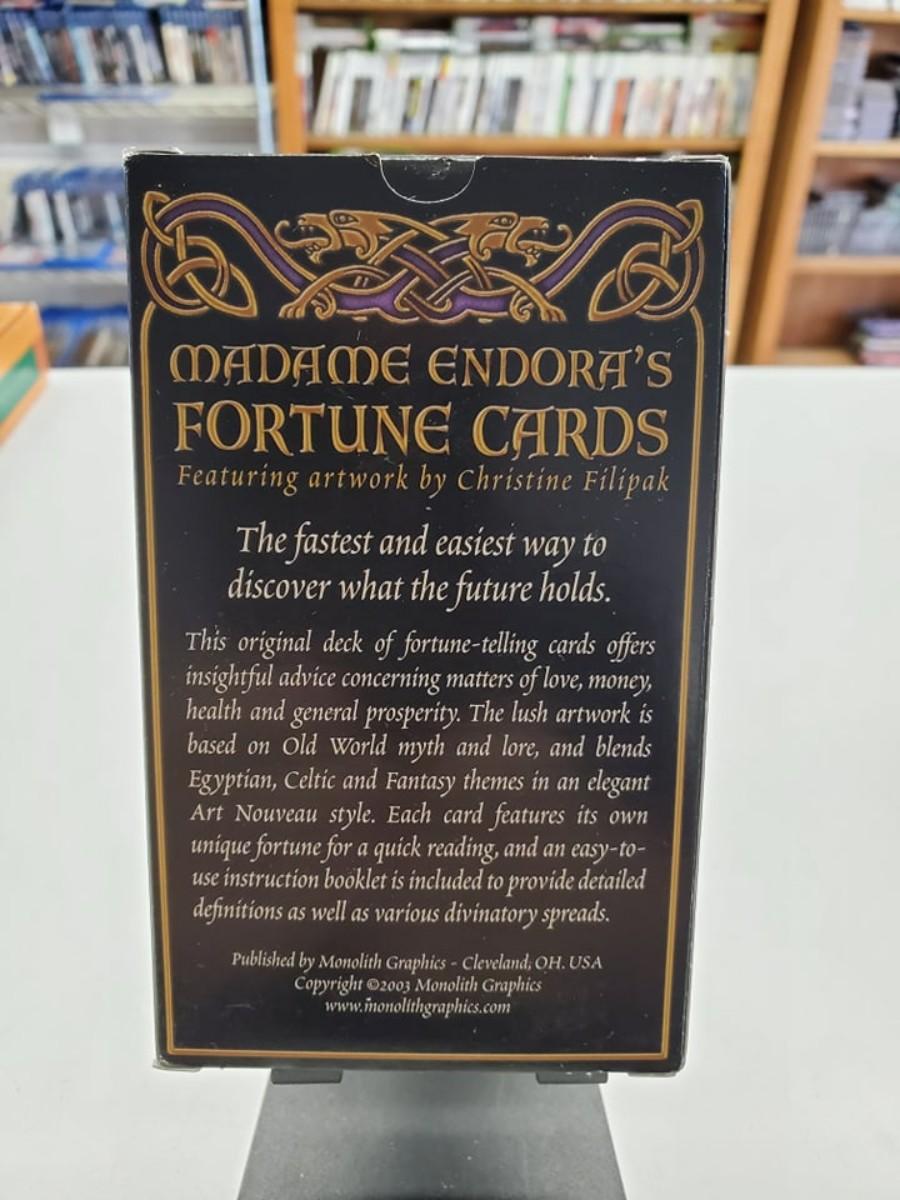 MADAME ENDORA'S
FORTUNE CARDS
Featuring artwork by Christine Filipak
The fastest and easiest way to
discover what the future holds.
This original deck of fortune-telling cards offers
insightful advice concerning matters of love, money,
health and general prosperity. The lush artwork is
based on Old World myth and lore, and blends
Egyptian, Celtic and Fantasy themes in an elegant
Art Nouveau style. Each card features its own
unique fortune for a quick reading, and an easy-to-
use instruction booklet is included to provide detailed
definitions as well as various divinatory spreads.
Published by Monolith Graphics - Cleveland, OH. USA
Copyright ©2003 Monolith Graphics
www.monolithgraphics.com